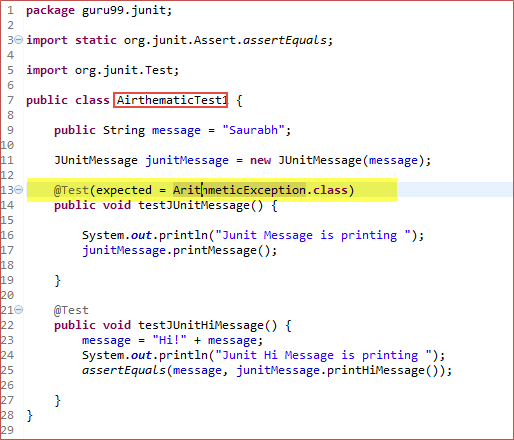 1 package guru99.junit;
2
3 import static org.junit.Assert.assertEquals;
4
5 import org.junit.Test;
6
7 public class AirthematicTest1 {
8
9     public String message = "Saurabh";
10
11     JUnitMessage junitMessage = new JUnitMessage(message);
12
13     @Test(expected = ArithmeticException.class)
14     public void testJUnitMessage() {
15
16         System.out.println("Junit Message is printing ");
17         junitMessage.printMessage();
18
19     }
20
21     @Test
22     public void testJUnitHiMessage() {
23         message = "Hi!" + message;
24         System.out.println("Junit Hi Message is printing ");
25         assertEquals(message, junitMessage.printHiMessage());
26
27     }
28 }
29